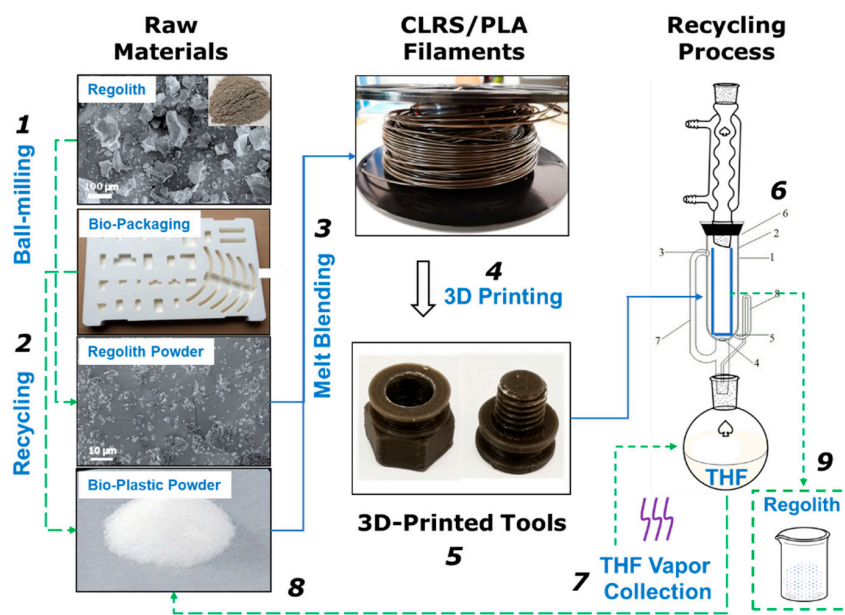 Raw
Materials
CLRS/PLA
Filaments
Recycling
Process
Regolith
100 µm
1
Ball-milling
Bio-Packaging
2
Recycling
Regolith Powder
10 µm
Bio-Plastic Powder
3
Melt Blending
4
3D Printing
3D-Printed Tools
5
6
6
2
3
1
8
5
7
4
THF
7
THF Vapor
Collection
8
9
Regolith